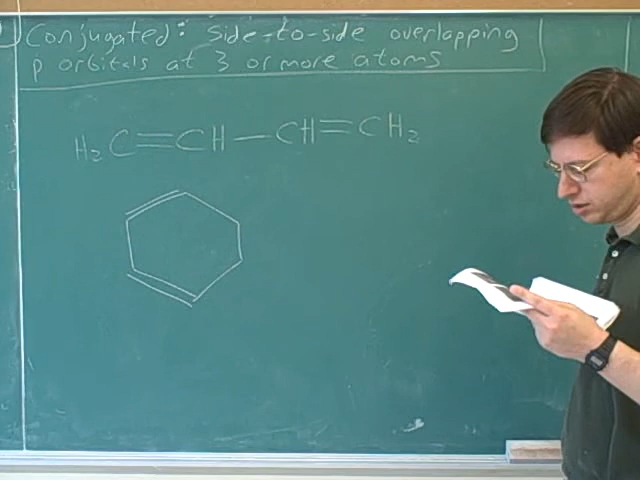 Conjugated: Side-to-side overlapping
p orbitals at 3 or more atoms
H₂C=CH—CH=CH₂